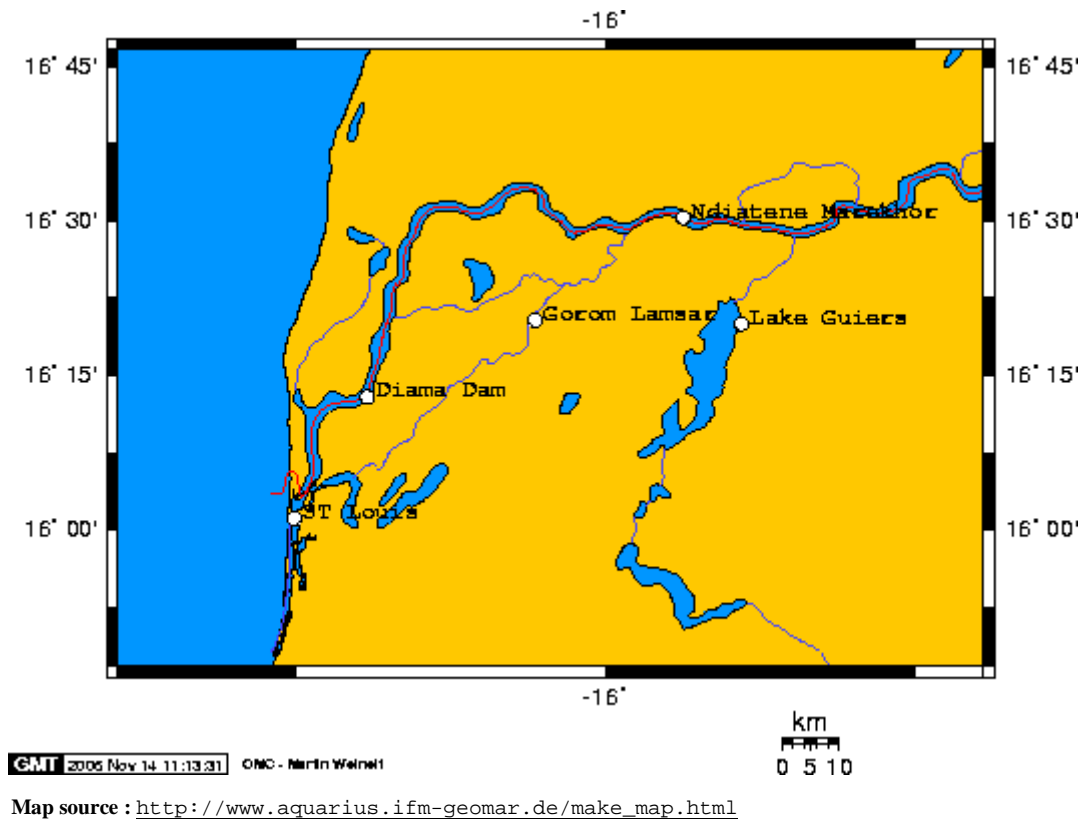 -16°
16° 45' 16° 45'
16° 30' Ndiatene Marakhor 16° 30'
Gorom Lamsar Lake Guiers
16° 15' Diama Dam 16° 15'
ST Louis
16° 00' 16° 00'
-16°
km
0 5 10
GMT 2006 Nov 14 11:13:31 OMC - Martin Weinelt
Map source : http://www.aquarius.ifm-geomar.de/make_map.html